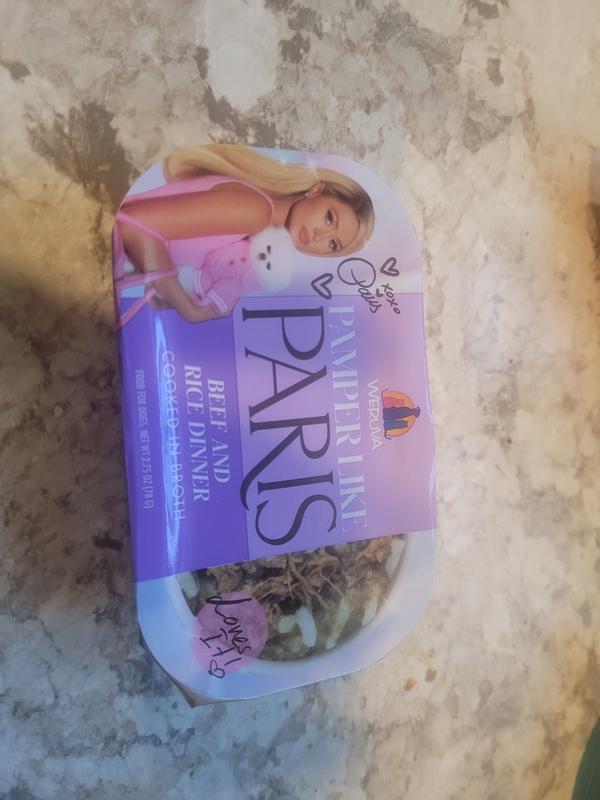 WERUVA
PAMPER LIKE
PARIS
BEEF AND
RICE DINNER
COOKED IN BROTH
FOOD FOR DOGS, NET WT 2.75 OZ (78 G)
xoxo
Paris
Loves
It!